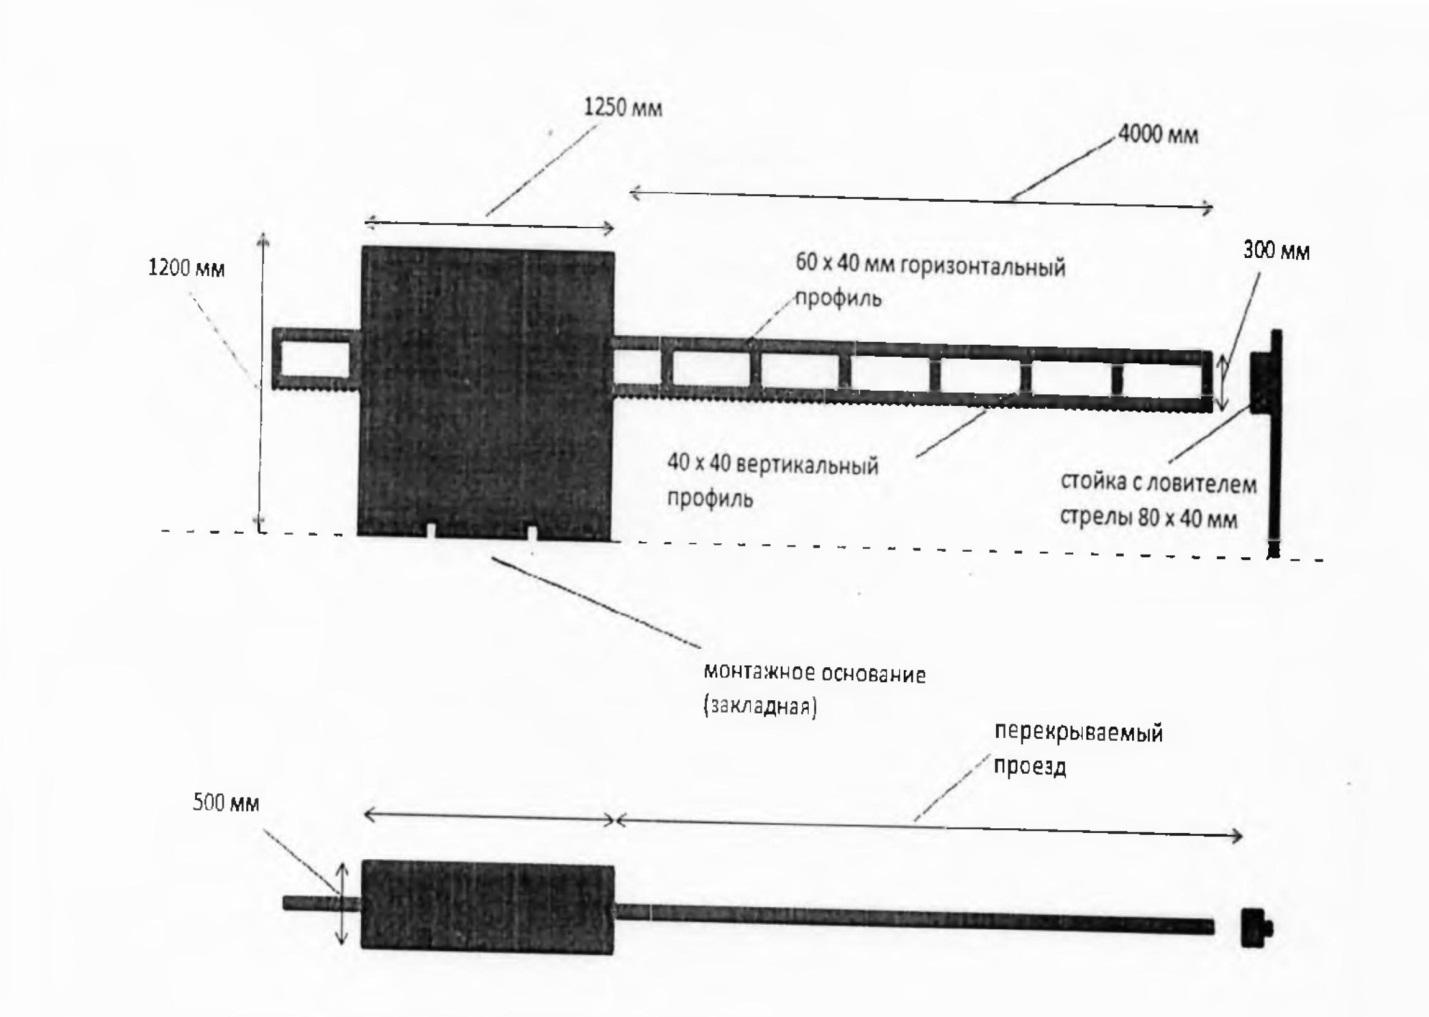 1250 мм
4000 мм
1200 мм
300 мм
60 х 40 мм горизонтальный
профиль
40 х 40 вертикальный
профиль
стойка с ловителем
стрелы 80 х 40 мм
монтажное основание
(закладная)
перекрываемый
проезд
500 мм